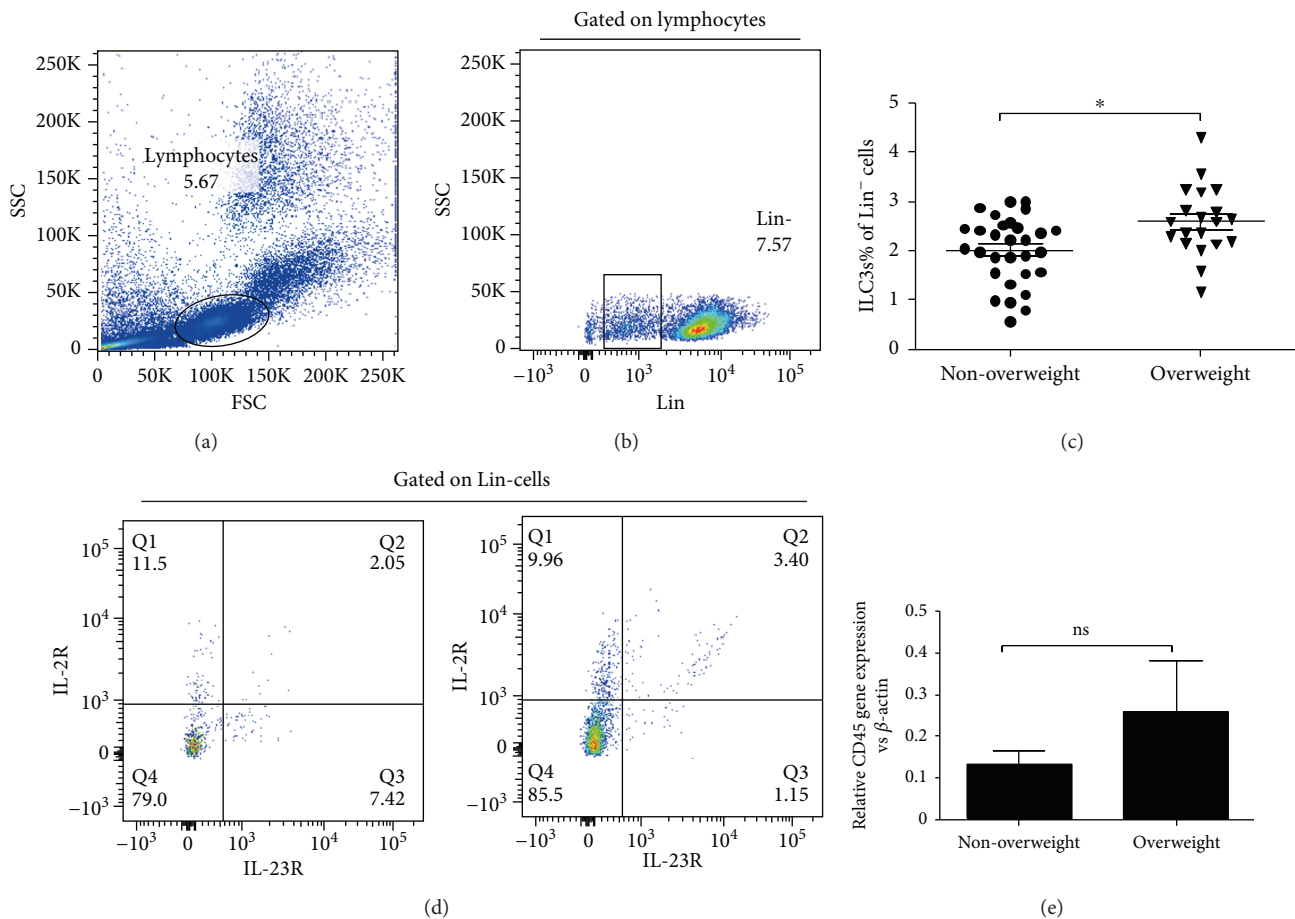 Gated on lymphocytes
250K
200K
150K
100K
50K
0
SSC
Lymphocytes
5.67
0 50K 100K 150K 200K 250K
FSC
(a)
250K
200K
150K
100K
50K
0
SSC
Lin-
7.57
−10³ 0 10³ 10⁴ 10⁵
Lin
(b)
5
4
3
2
1
0
ILC3s% of Lin⁻ cells
*
Non-overweight Overweight
(c)
Gated on Lin-cells
10⁵
10⁴
10³
0
−10³
IL-2R
Q1
11.5
Q2
2.05
Q4
79.0
Q3
7.42
−10³ 0 10³ 10⁴ 10⁵
IL-23R
10⁵
10⁴
10³
0
−10³
IL-2R
Q1
9.96
Q2
3.40
Q4
85.5
Q3
1.15
−10³ 0 10³ 10⁴ 10⁵
IL-23R
(d)
0.5
0.4
0.3
0.2
0.1
0
Relative CD45 gene expression
vs β-actin
ns
Non-overweight Overweight
(e)